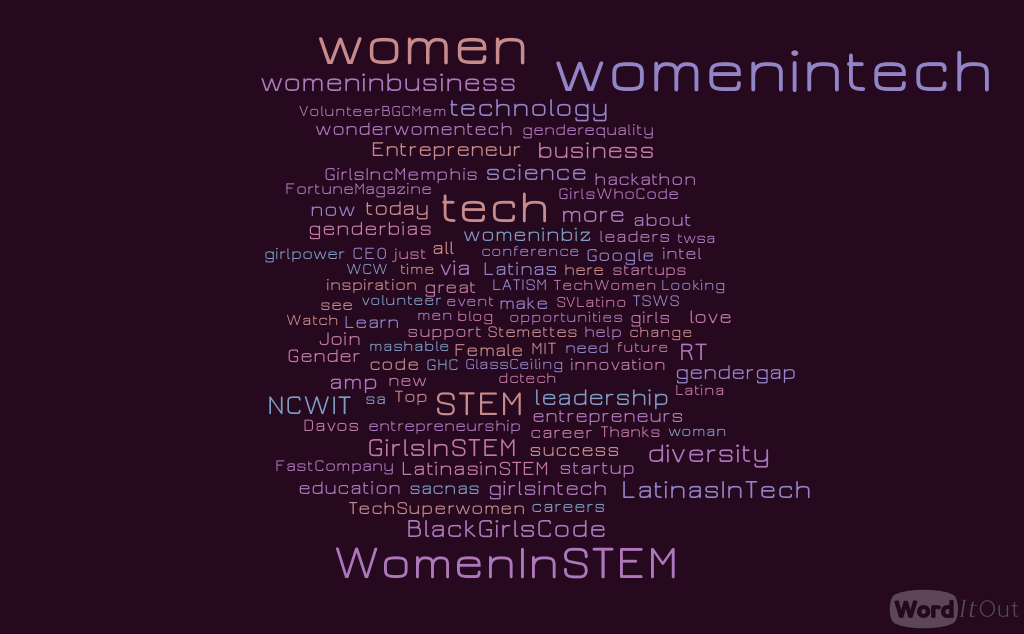 women
womenintech
womeninbusiness
VolunteerBGCMem technology
wonderwomentech genderequality
Entrepreneur business
GirlsIncMemphis science hackathon
FortuneMagazine GirlsWhoCode
now today tech more about
genderbias womeninbiz leaders twsa
girlpower CEO just all conference Google intel
WCW time via Latinas here startups
inspiration great LATISM TechWomen Looking
see volunteer event make SVLatino TSWS
Watch Learn men blog opportunities girls love
Join support Stemettes help change
Gender mashable Female MIT need future RT
code GHC GlassCeiling innovation gendergap
amp new dctech Latina
NCWIT sa Top STEM leadership
Davos entrepreneurship entrepreneurs
career Thanks woman
GirlsInSTEM success diversity
FastCompany LatinasinSTEM startup
education sacnas girlsintech LatinasInTech
TechSuperwomen careers
BlackGirlsCode
WomenInSTEM
WordItOut